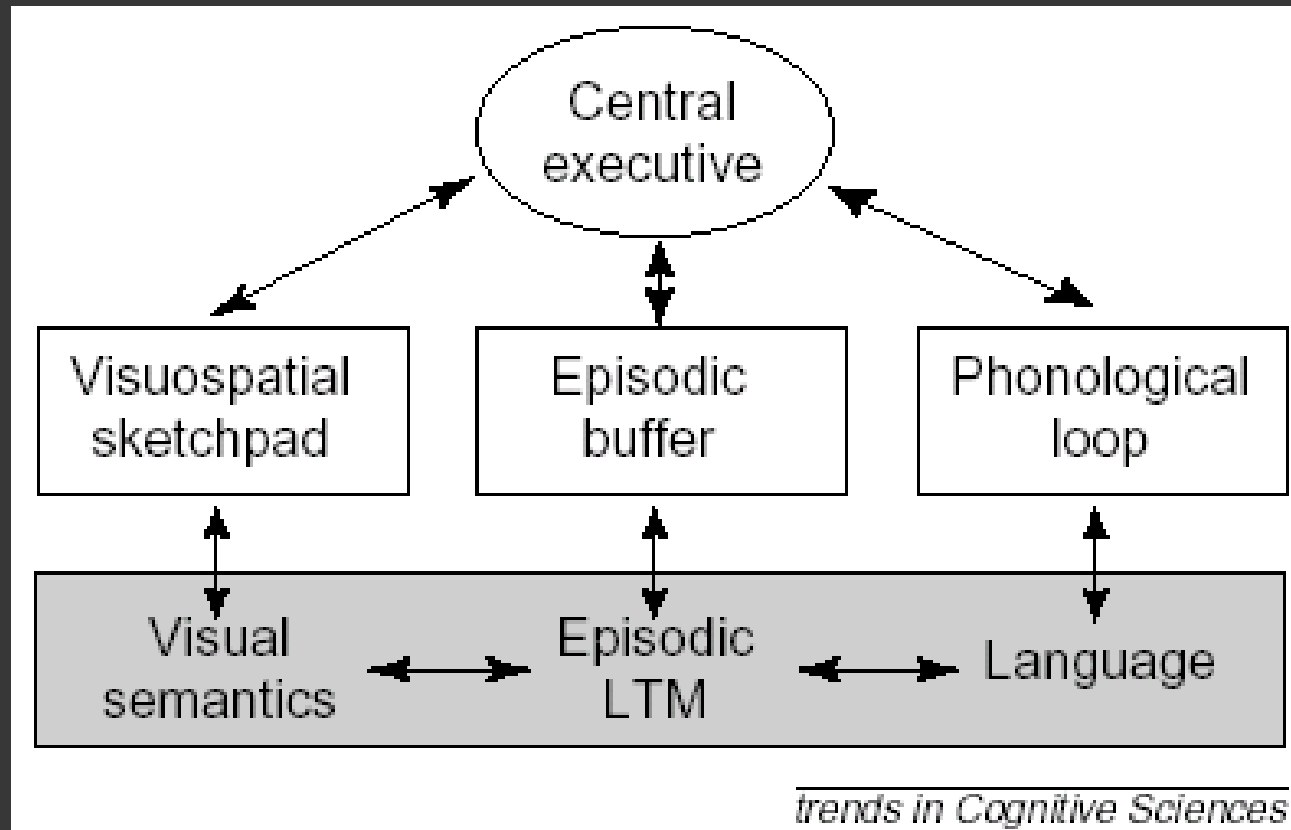 Central
executive
Visuospatial
sketchpad
Episodic
buffer
Phonological
loop
Visual
semantics
Episodic
LTM
Language
trends in Cognitive Sciences